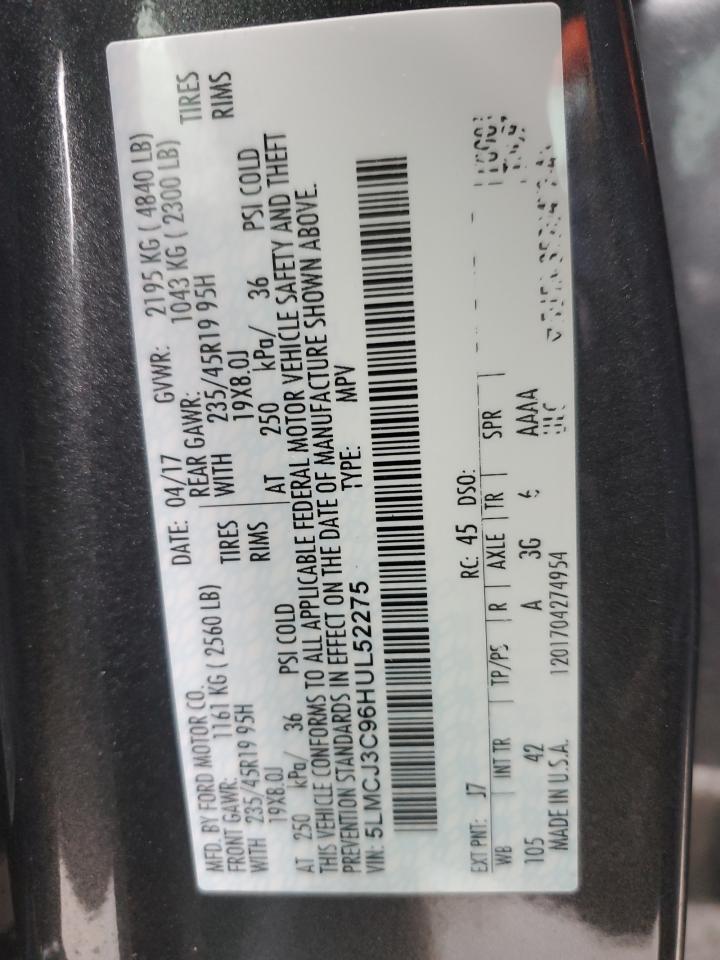 MFD. BY FORD MOTOR CO.
DATE: 04/17 GVWR: 2195 KG ( 4840 LB)
FRONT GAWR: 1161 KG ( 2560 LB) REAR GAWR: 1043 KG ( 2300 LB)
WITH 235/45R19 95H TIRES WITH 235/45R19 95H TIRES
19X8.0J RIMS 19X8.0J RIMS
AT 250 kPa/ 36 PSI COLD AT 250 kPa/ 36 PSI COLD
THIS VEHICLE CONFORMS TO ALL APPLICABLE FEDERAL MOTOR VEHICLE SAFETY AND THEFT
PREVENTION STANDARDS IN EFFECT ON THE DATE OF MANUFACTURE SHOWN ABOVE.
VIN: 5LMCJ3C96HUL52275 TYPE: MPV
EXT PNT: J7 RC: 45 DSO:
WB INT TR TP/PS R AXLE TR SPR
105 42 A 3G 6 AAAA
MADE IN U.S.A. 1201704274954